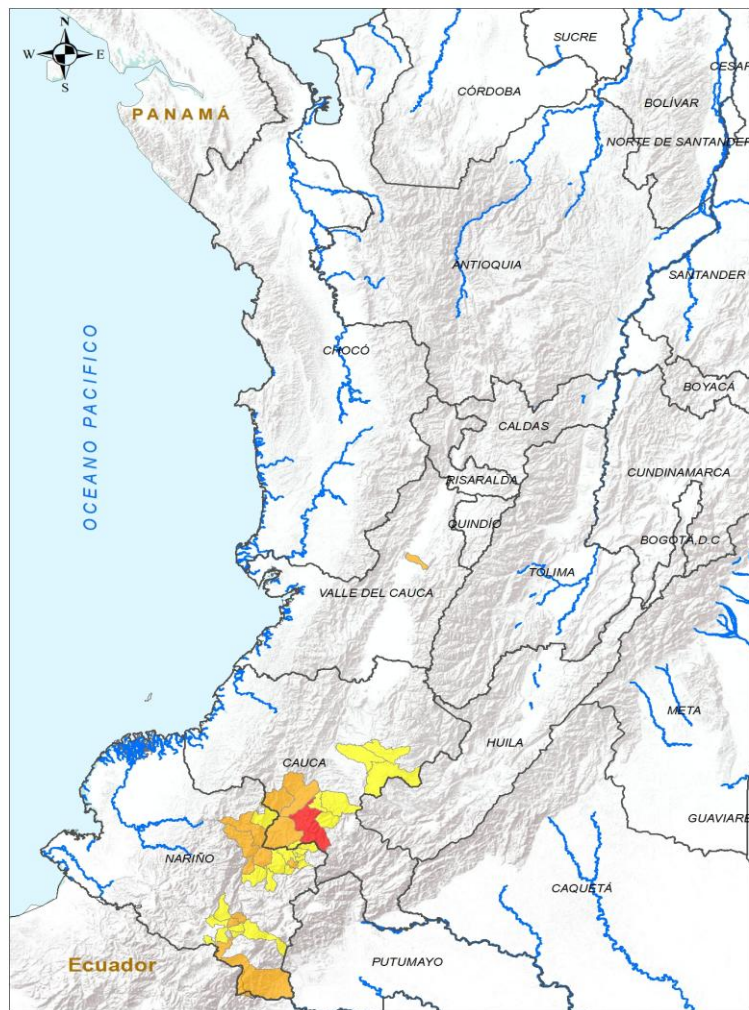 N
W E
S
SUCRE
CESAR
CÓRDOBA
BOLÍVAR
PANAMÁ
NORTE DE SANTANDER
ANTIOQUIA
SANTANDER
OCEANO PACIFICO
CHOCÓ
BOYACÁ
CALDAS
CUNDINAMARCA
RISARALDA
QUINDÍO
BOGOTÁ,D.C
TOLIMA
VALLE DEL CAUCA
META
HUILA
CAUCA
GUAVIARE
NARIÑO
CAQUETÁ
PUTUMAYO
Ecuador